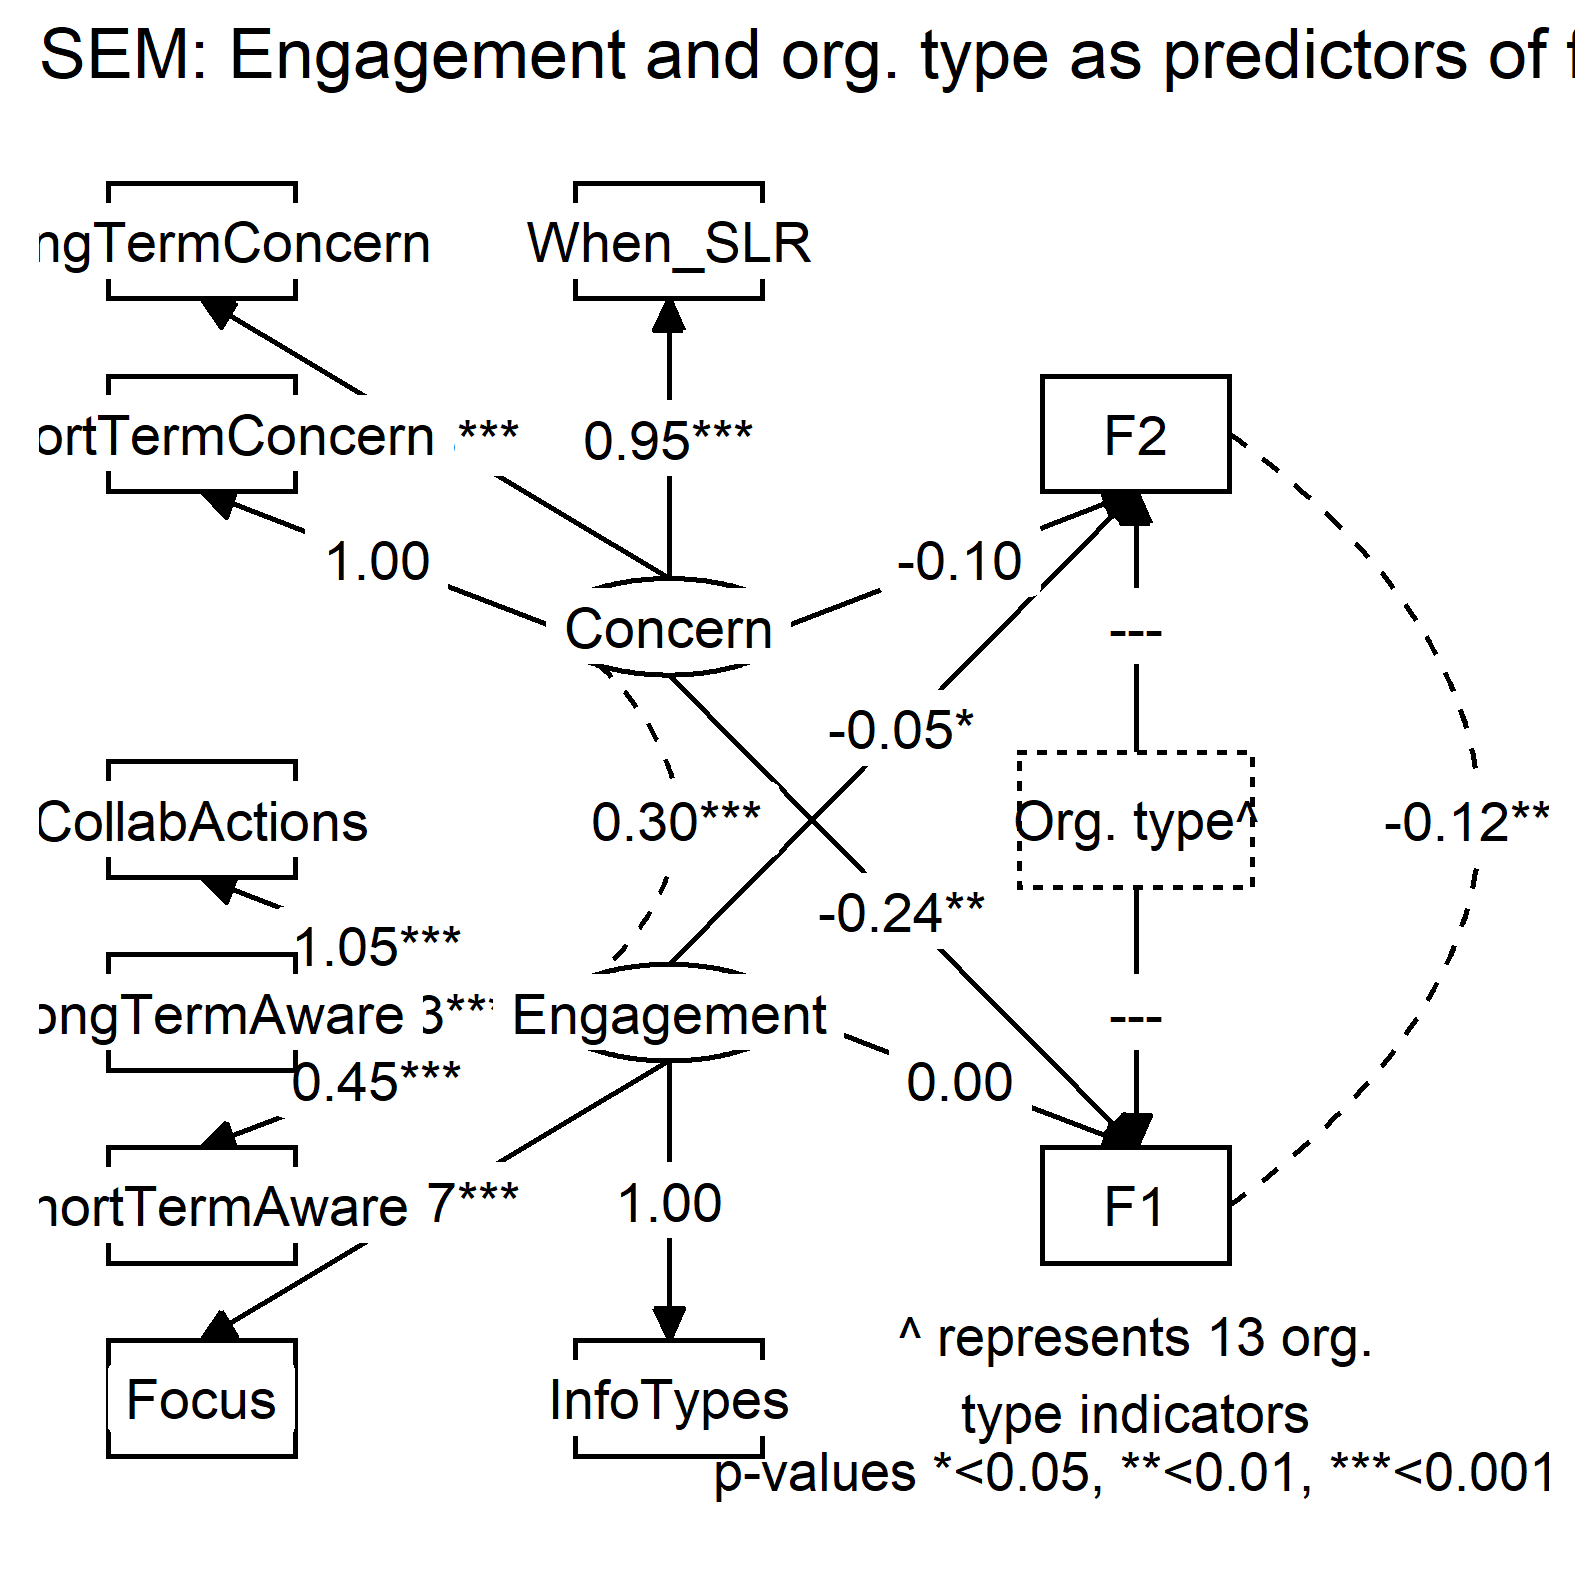 SEM: Engagement and org. type as predictors of f
ngTermConcern
When_SLR
ortTermConcern
***
0.95***
F2
1.00
-0.10
Concern
---
-0.05*
CollabActions
0.30***
Org. type^
-0.12**
-0.24**
1.05***
ongTermAware
3***
Engagement
---
0.45***
0.00
hortTermAware
7***
1.00
F1
^ represents 13 org.
type indicators
Focus
InfoTypes
p-values *<0.05, **<0.01, ***<0.001